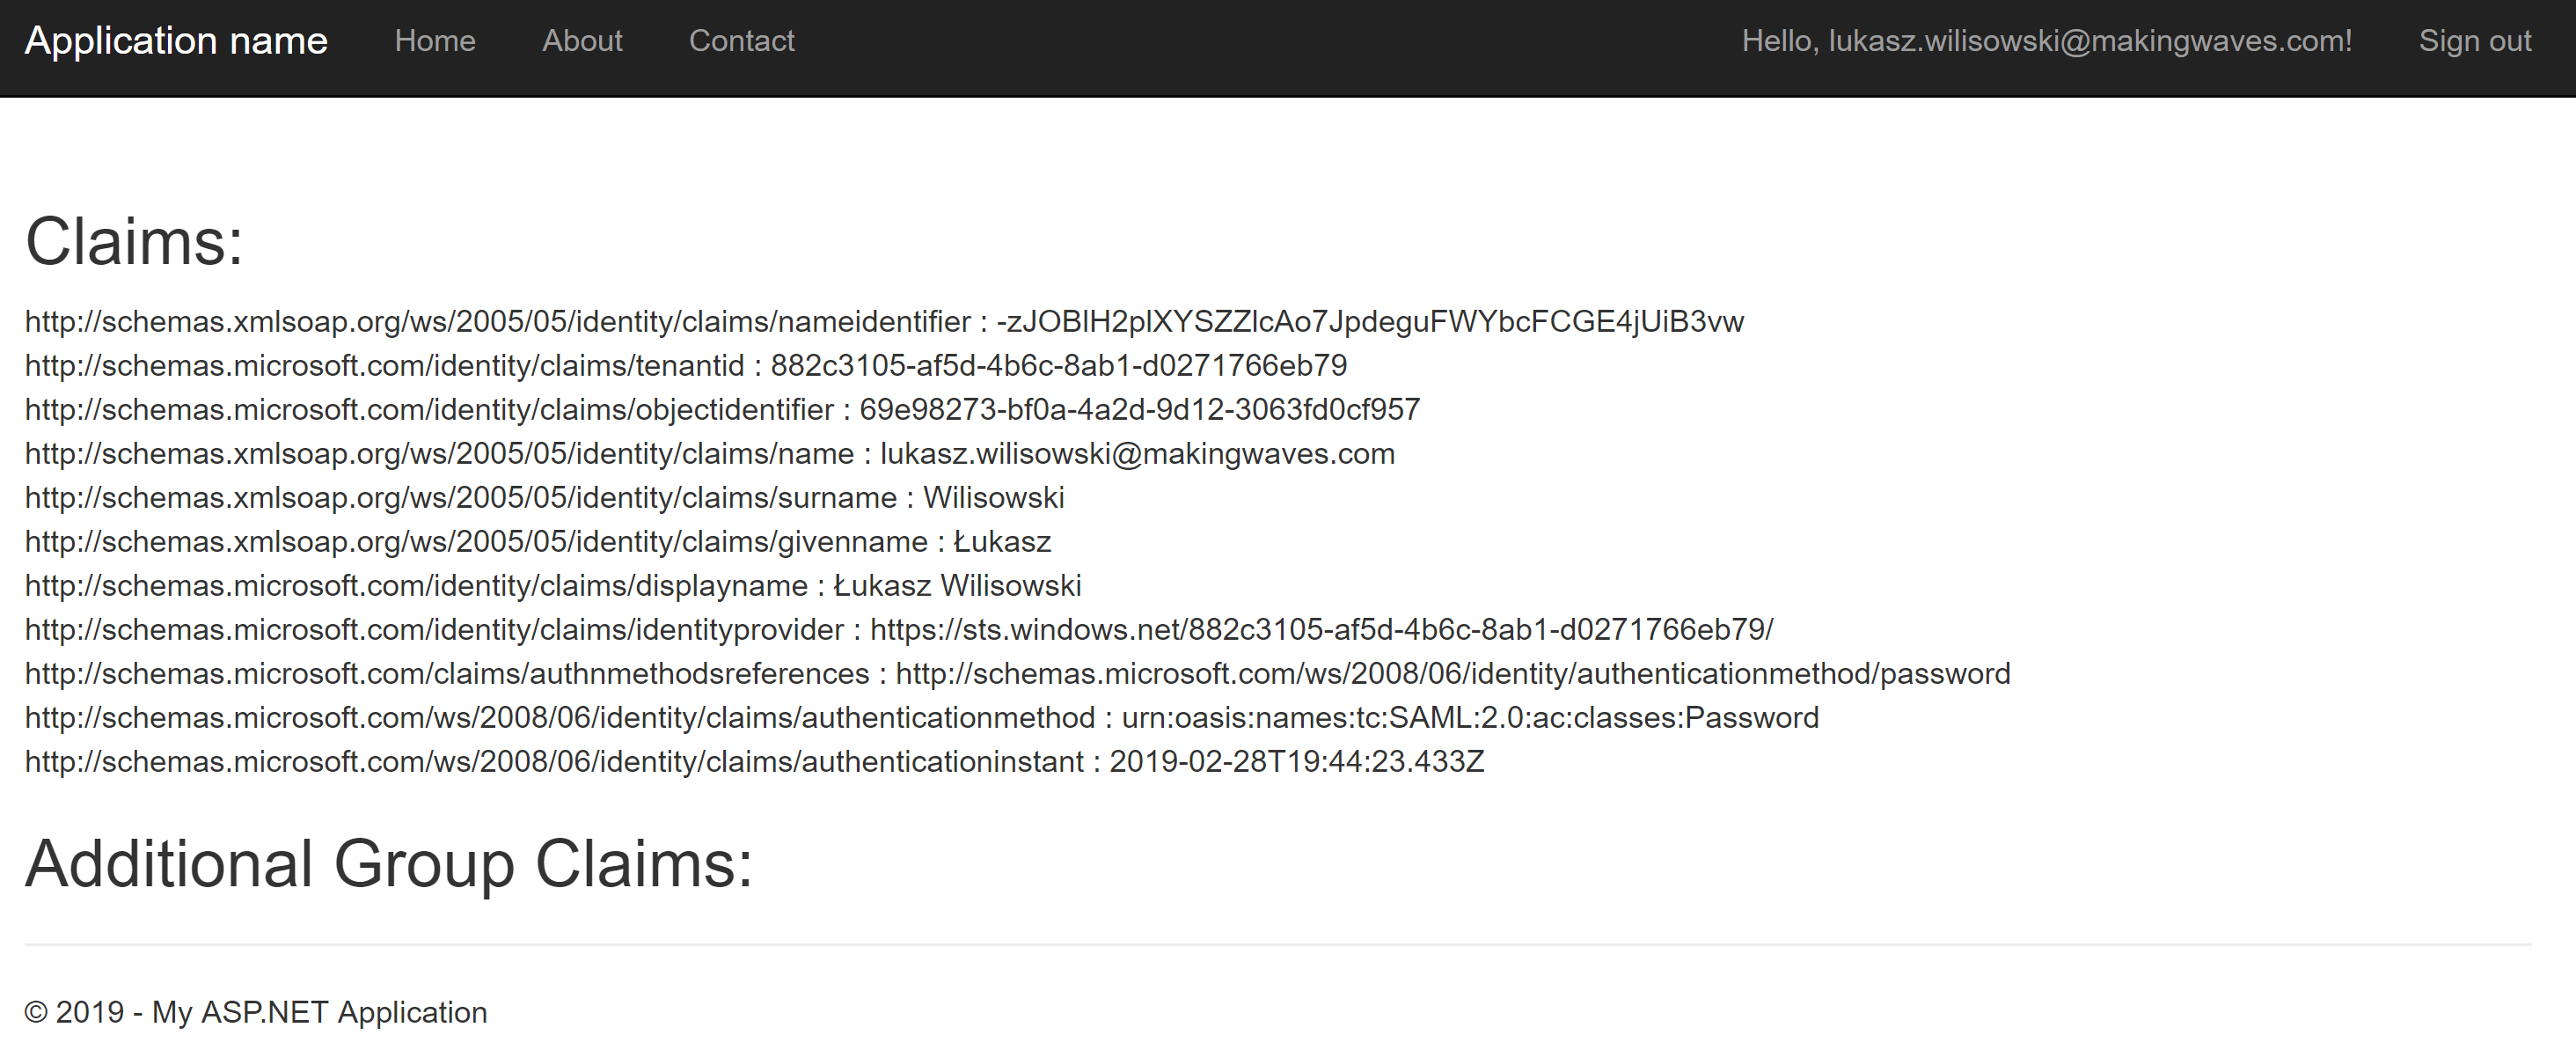 Application name Home About Contact Hello, lukasz.wilisowski@makingwaves.com! Sign out
Claims:
http://schemas.xmlsoap.org/ws/2005/05/identity/claims/nameidentifier : -zJOBlH2plXYSZZlcAo7JpdeguFWYbcFCGE4jUiB3vw
http://schemas.microsoft.com/identity/claims/tenantid : 882c3105-af5d-4b6c-8ab1-d0271766eb79
http://schemas.microsoft.com/identity/claims/objectidentifier : 69e98273-bf0a-4a2d-9d12-3063fd0cf957
http://schemas.xmlsoap.org/ws/2005/05/identity/claims/name : lukasz.wilisowski@makingwaves.com
http://schemas.xmlsoap.org/ws/2005/05/identity/claims/surname : Wilisowski
http://schemas.xmlsoap.org/ws/2005/05/identity/claims/givenname : Łukasz
http://schemas.microsoft.com/identity/claims/displayname : Łukasz Wilisowski
http://schemas.microsoft.com/identity/claims/identityprovider : https://sts.windows.net/882c3105-af5d-4b6c-8ab1-d0271766eb79/
http://schemas.microsoft.com/claims/authnmethodsreferences : http://schemas.microsoft.com/ws/2008/06/identity/authenticationmethod/password
http://schemas.microsoft.com/ws/2008/06/identity/claims/authenticationmethod : urn:oasis:names:tc:SAML:2.0:ac:classes:Password
http://schemas.microsoft.com/ws/2008/06/identity/claims/authenticationinstant : 2019-02-28T19:44:23.433Z
Additional Group Claims:
© 2019 - My ASP.NET Application